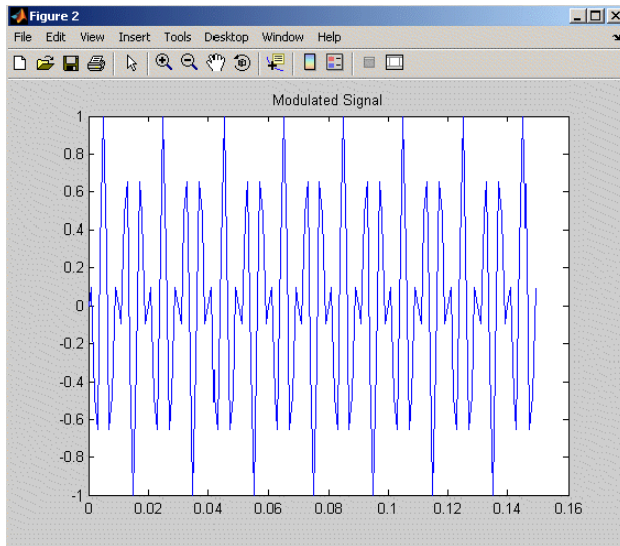 Figure 2
File Edit View Insert Tools Desktop Window Help
Modulated Signal
1
0.8
0.6
0.4
0.2
0
-0.2
-0.4
-0.6
-0.8
-1
0 0.02 0.04 0.06 0.08 0.1 0.12 0.14 0.16